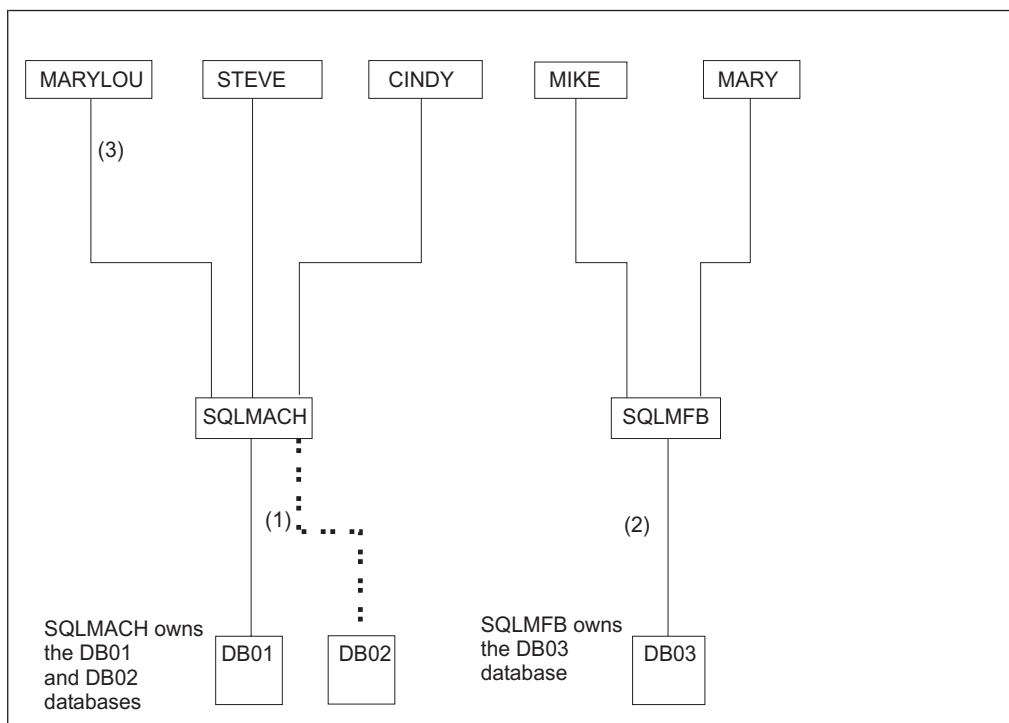 MARYLOU
STEVE
CINDY
MIKE
MARY
(3)
SQLMACH
SQLMFB
(1)
(2)
SQLMACH owns
the DB01
and DB02
databases
DB01
DB02
SQLMFB owns
the DB03
database
DB03